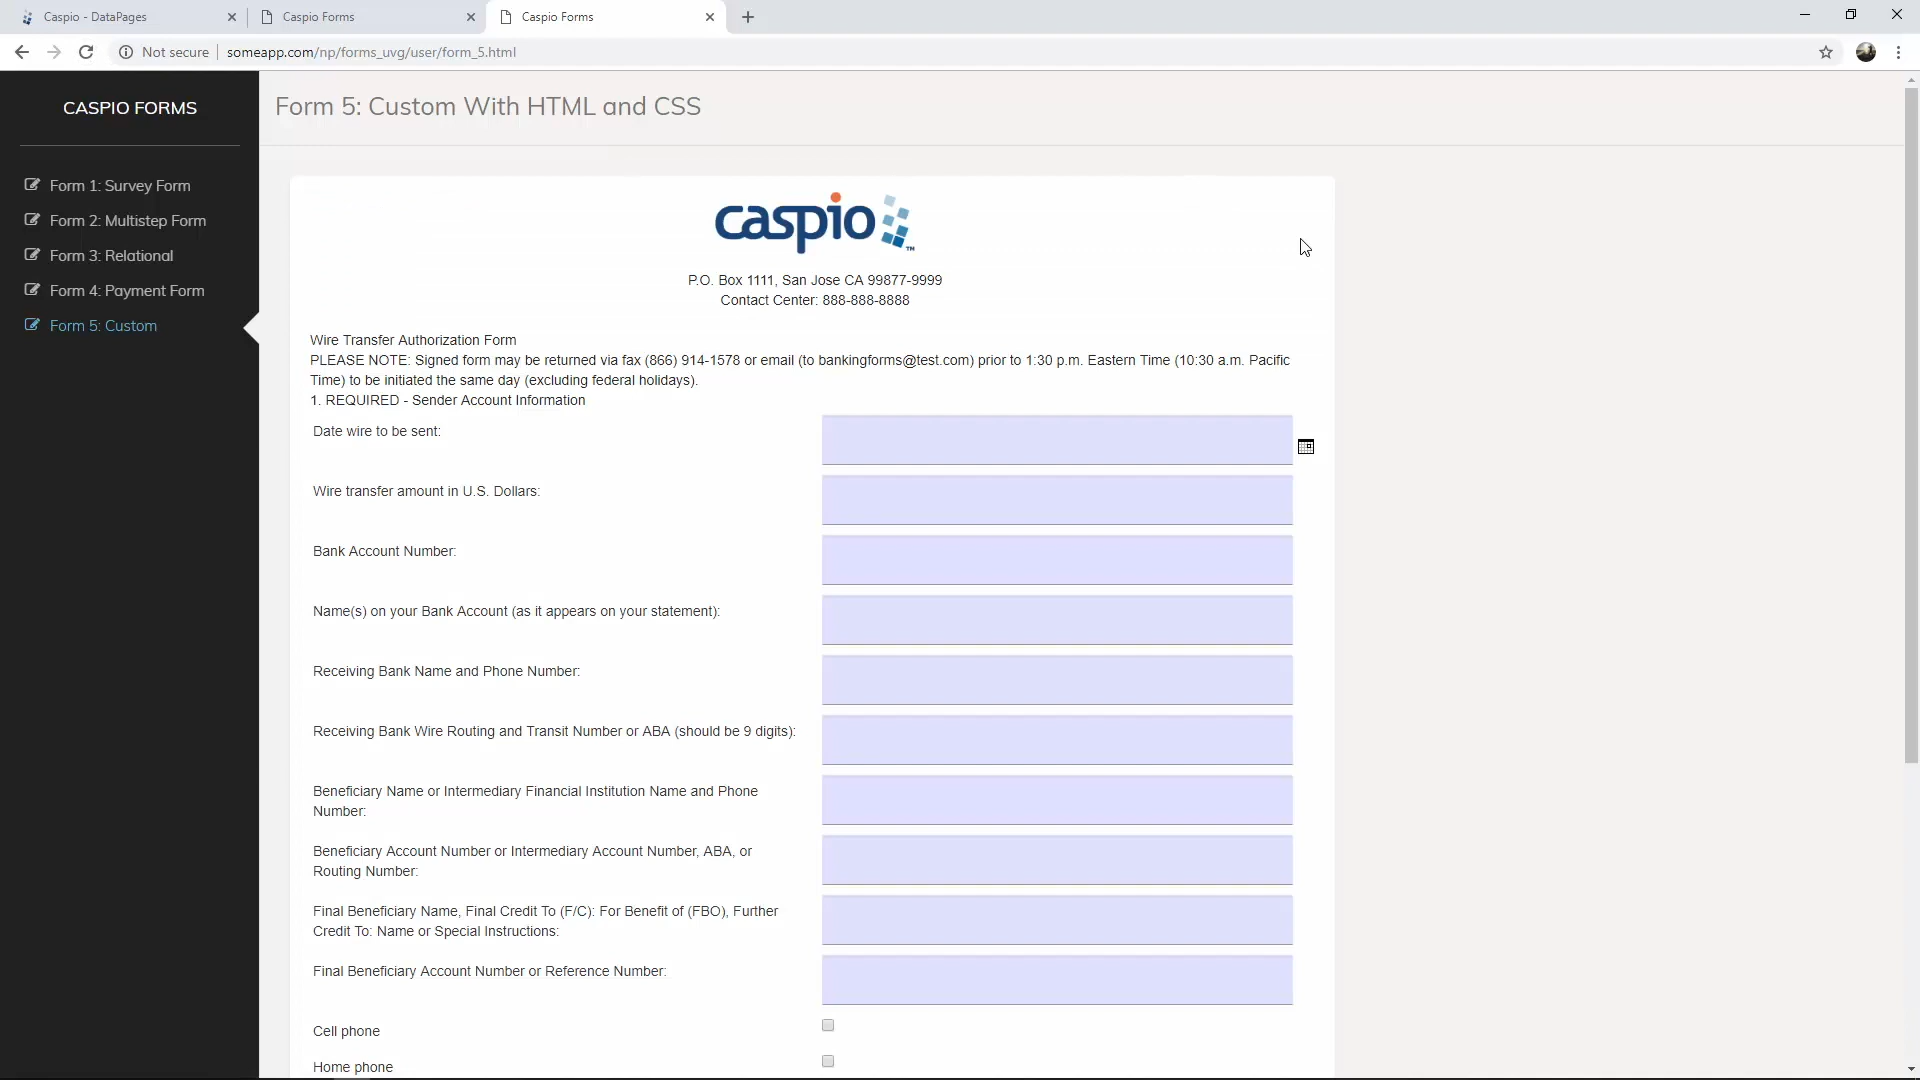 Caspio - DataPages
Caspio Forms
Caspio Forms
Not secure
someapp.com/np/forms_uvg/user/form_5.html
CASPIO FORMS
Form 1: Survey Form
Form 2: Multistep Form
Form 3: Relational
Form 4: Payment Form
Form 5: Custom
Form 5: Custom With HTML and CSS
caspio™
P.O. Box 1111, San Jose CA 99877-9999
Contact Center: 888-888-8888
Wire Transfer Authorization Form
PLEASE NOTE: Signed form may be returned via fax (866) 914-1578 or email (to bankingforms@test.com) prior to 1:30 p.m. Eastern Time (10:30 a.m. Pacific
Time) to be initiated the same day (excluding federal holidays).
1. REQUIRED - Sender Account Information
Date wire to be sent:
Wire transfer amount in U.S. Dollars:
Bank Account Number:
Name(s) on your Bank Account (as it appears on your statement):
Receiving Bank Name and Phone Number:
Receiving Bank Wire Routing and Transit Number or ABA (should be 9 digits):
Beneficiary Name or Intermediary Financial Institution Name and Phone
Number:
Beneficiary Account Number or Intermediary Account Number, ABA, or
Routing Number:
Final Beneficiary Name, Final Credit To (F/C): For Benefit of (FBO), Further
Credit To: Name or Special Instructions:
Final Beneficiary Account Number or Reference Number:
Cell phone
Home phone